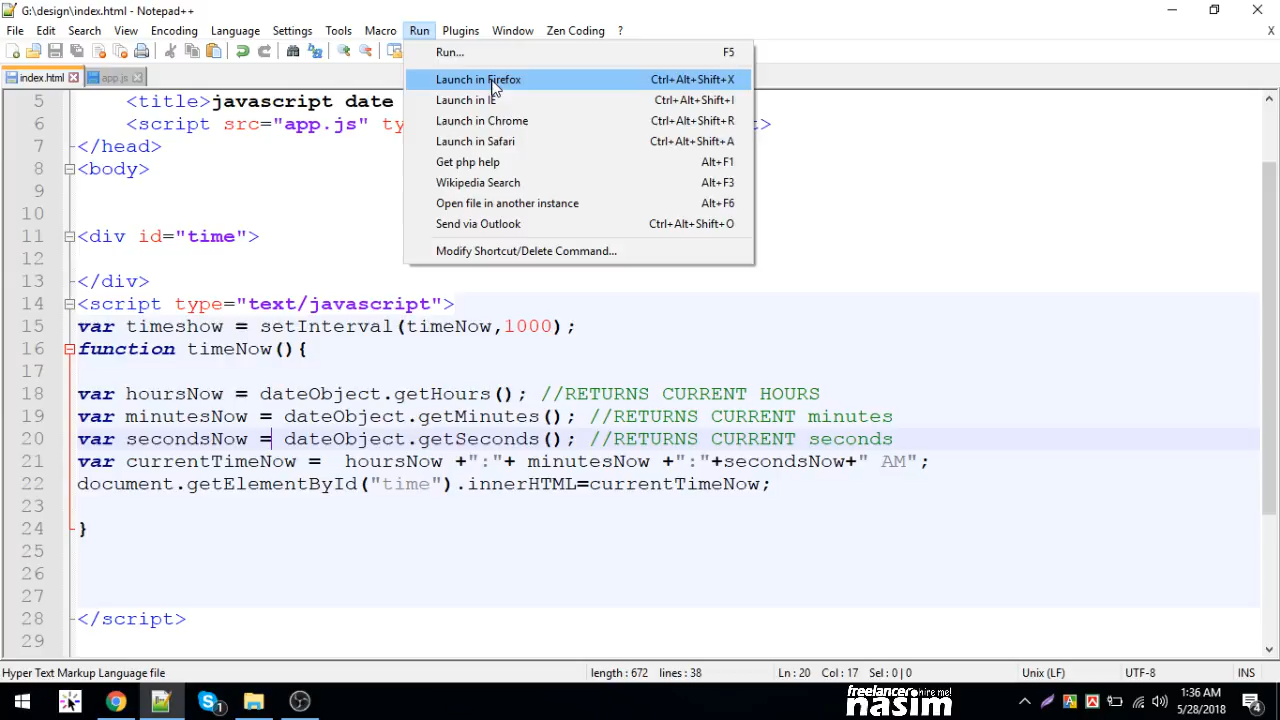 G:\design\index.html - Notepad++
File Edit Search View Encoding Language Settings Tools Macro Run Plugins Window Zen Coding ? X
index.html app.js
Run... F5
Launch in Firefox Ctrl+Alt+Shift+X
Launch in IE Ctrl+Alt+Shift+I
Launch in Chrome Ctrl+Alt+Shift+R
Launch in Safari Ctrl+Alt+Shift+A
Get php help Alt+F1
Wikipedia Search Alt+F3
Open file in another instance Alt+F6
Send via Outlook Ctrl+Alt+Shift+O
Modify Shortcut/Delete Command...
5 <title>javascript date
6 <script src="app.js" ty >
7 </head>
8 <body>
9
10
11 <div id="time">
12
13 </div>
14 <script type="text/javascript">
15 var timeshow = setInterval(timeNow,1000);
16 function timeNow(){
17
18 var hoursNow = dateObject.getHours(); //RETURNS CURRENT HOURS
19 var minutesNow = dateObject.getMinutes(); //RETURNS CURRENT minutes
20 var secondsNow = dateObject.getSeconds(); //RETURNS CURRENT seconds
21 var currentTimeNow =  hoursNow +":"+ minutesNow +":"+secondsNow+" AM";
22 document.getElementById("time").innerHTML=currentTimeNow;
23
24 }
25
26
27
28 </script>
29
Hyper Text Markup Language file length : 672 lines : 38 Ln : 20 Col : 17 Sel : 0 | 0 Unix (LF) UTF-8 INS
1
freelancer hire me!
nasim
1:36 AM
5/28/2018
4